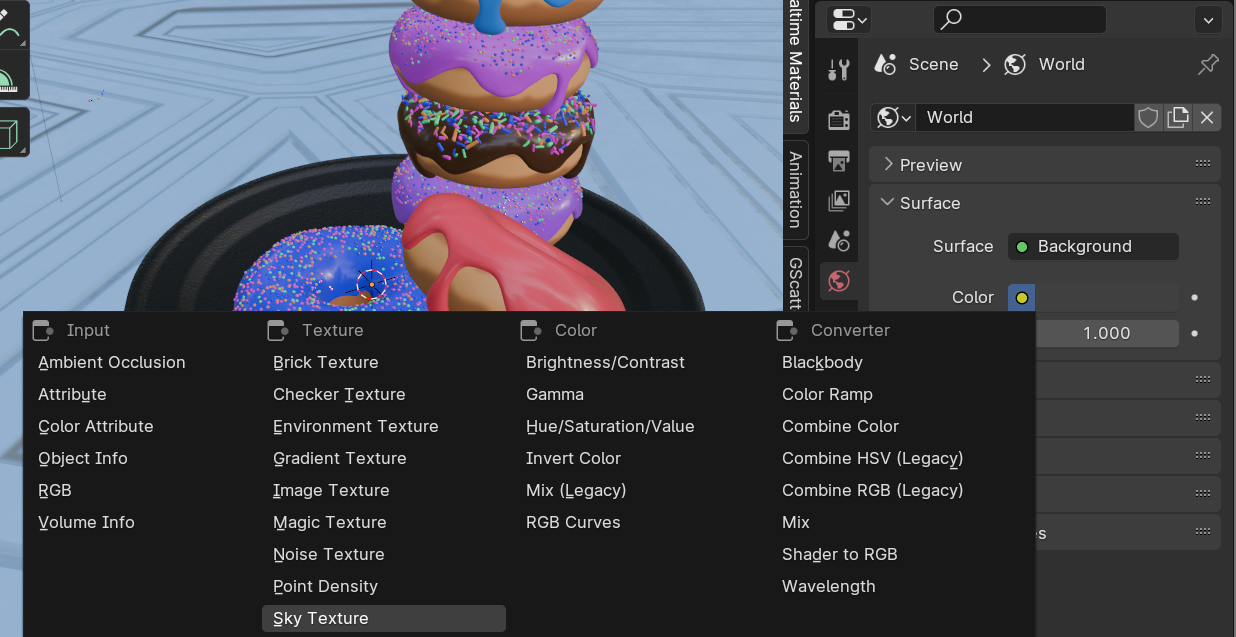 altime Materials
Animation
GScatt
Scene
World
World
Preview
Surface
Surface
Background
Color
1.000
Input
Ambient Occlusion
Attribute
Color Attribute
Object Info
RGB
Volume Info
Texture
Brick Texture
Checker Texture
Environment Texture
Gradient Texture
Image Texture
Magic Texture
Noise Texture
Point Density
Sky Texture
Color
Brightness/Contrast
Gamma
Hue/Saturation/Value
Invert Color
Mix (Legacy)
RGB Curves
Converter
Blackbody
Color Ramp
Combine Color
Combine HSV (Legacy)
Combine RGB (Legacy)
Mix
Shader to RGB
Wavelength
s